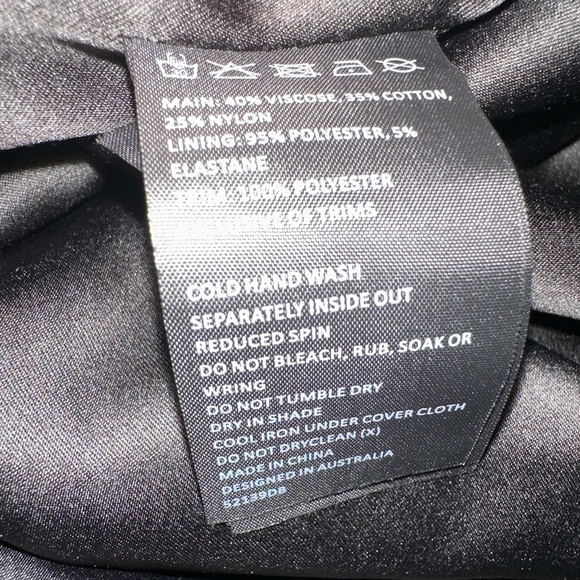 MAIN: 40% VISCOSE, 35% COTTON,
25% NYLON
LINING: 95% POLYESTER, 5%
ELASTANE
TRIM: 100% POLYESTER
OF TRIMS
COLD HAND WASH
SEPARATELY INSIDE OUT
REDUCED SPIN
DO NOT BLEACH, RUB, SOAK OR
WRING
DO NOT TUMBLE DRY
DRY IN SHADE
COOL IRON UNDER COVER CLOTH
DO NOT DRYCLEAN (X)
MADE IN CHINA
DESIGNED IN AUSTRALIA
52139DB